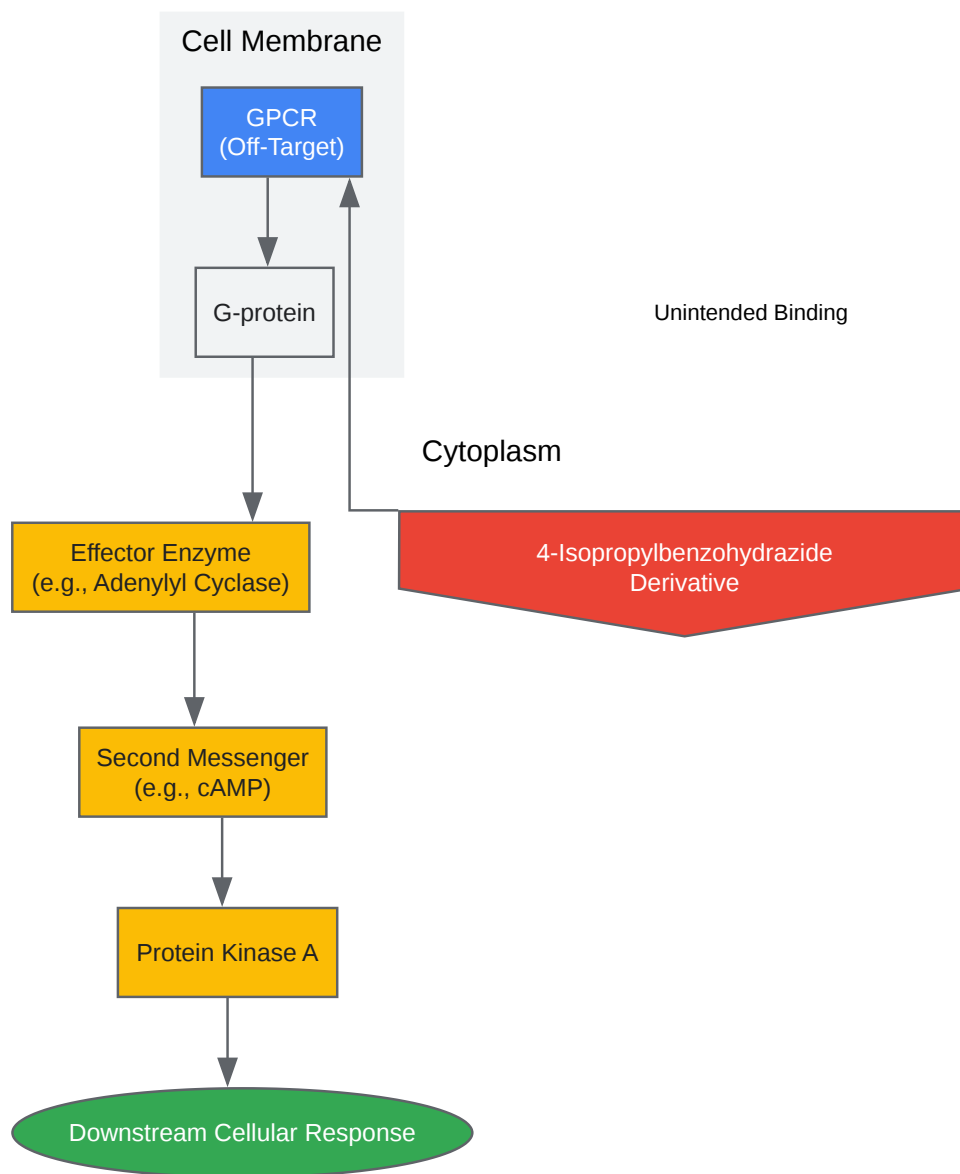 Cell Membrane
GPCR
(Off-Target)
G-protein
Unintended Binding
Cytoplasm
Effector Enzyme
(e.g., Adenylyl Cyclase)
4-Isopropylbenzohydrazide
Derivative
Second Messenger
(e.g., cAMP)
Protein Kinase A
Downstream Cellular Response